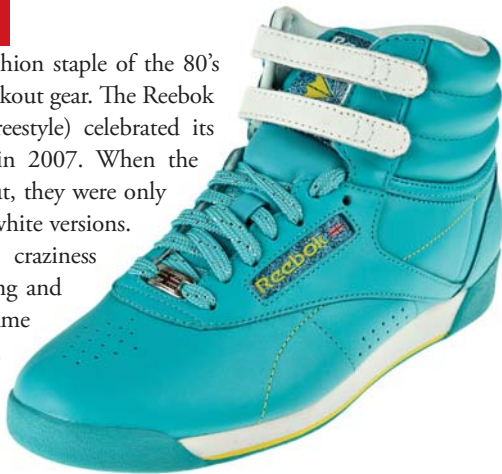 hion staple of the 80's
kout gear. The Reebok
reestyle) celebrated its
in 2007. When the
ut, they were only
white versions.
craziness
ng and
me
Reebok